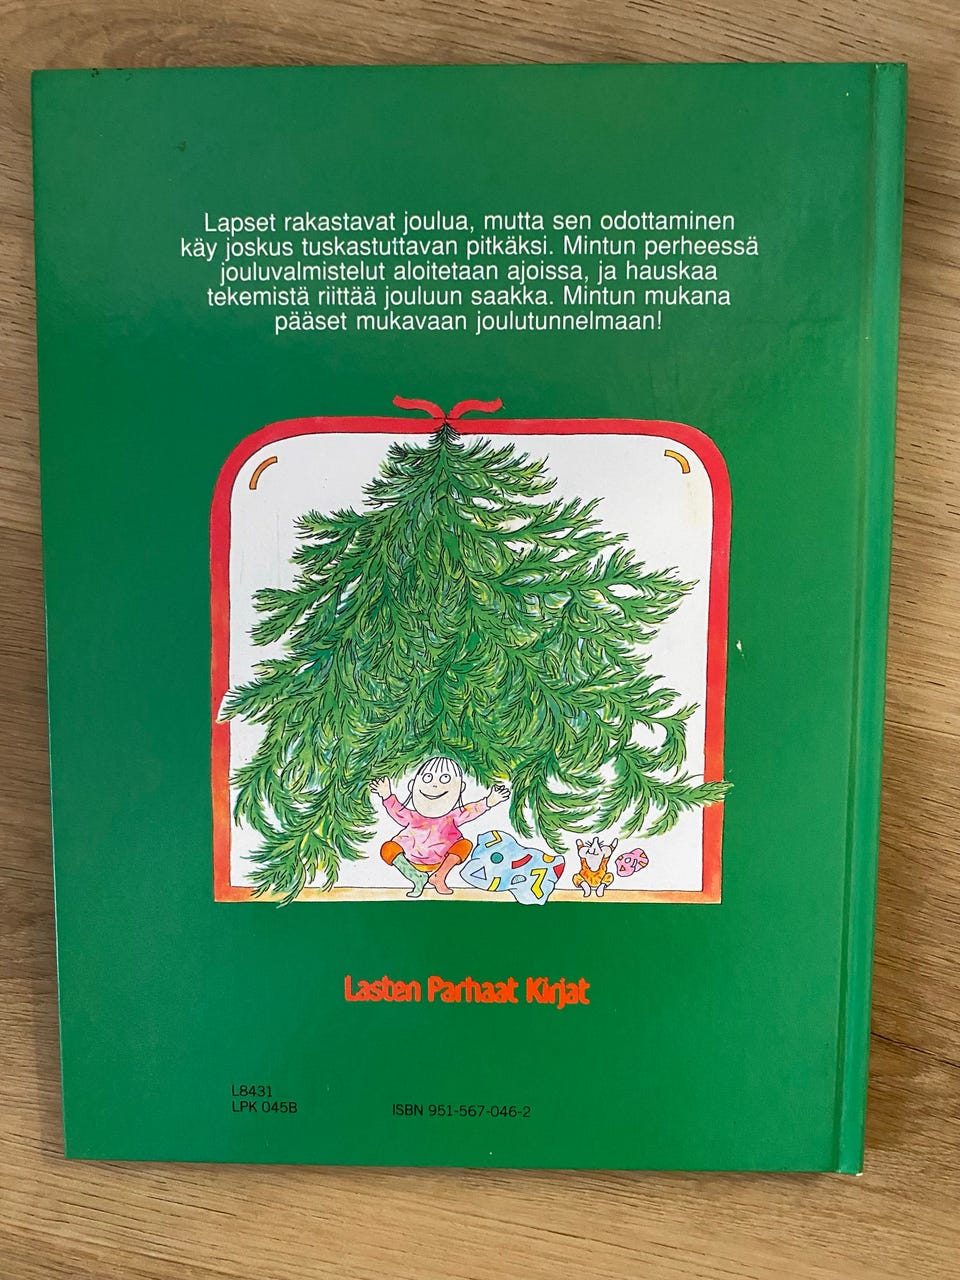 Lapset rakastavat joulua, mutta sen odottaminen
käy joskus tuskastuttavan pitkäksi. Mintun perheessä
jouluvalmistelut aloitetaan ajoissa, ja hauskaa
tekemistä riittää jouluun saakka. Mintun mukana
pääset mukavaan joulutunnelmaan!
Lasten Parhaat Kirjat
L8431
LPK 045B
ISBN 951-567-046-2